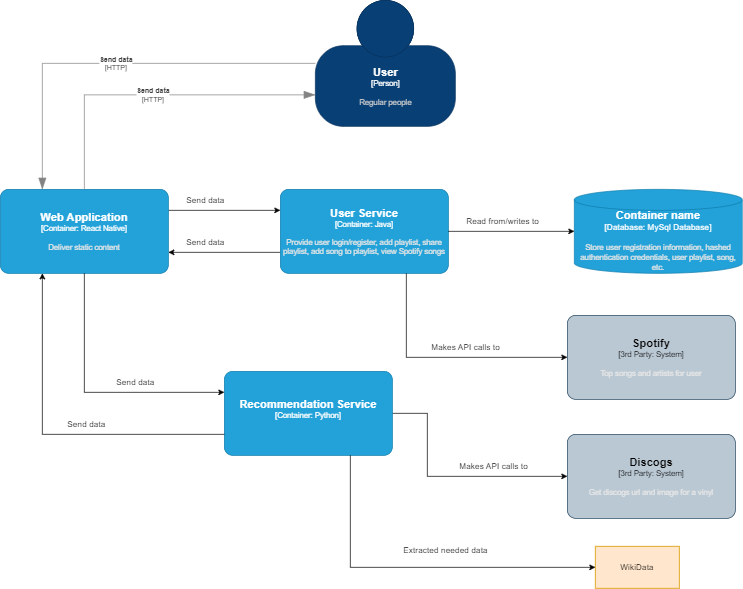 Send data
[HTTP]
User
[Person]
Regular people
Send data
[HTTP]
Web Application
[Container: React Native]
Deliver static content
Send data
Send data
User Service
[Container: Java]
Provide user login/register, add playlist, share
playlist, add song to playlist, view Spotify songs
Read from/writes to
Container name
[Database: MySql Database]
Store user registration information, hashed
authentication credentials, user playlist, song,
etc.
Makes API calls to
Spotify
[3rd Party: System]
Top songs and artists for user
Send data
Send data
Recommendation Service
[Container: Python]
Makes API calls to
Discogs
[3rd Party: System]
Get discogs url and image for a vinyl
Extracted needed data
WikiData